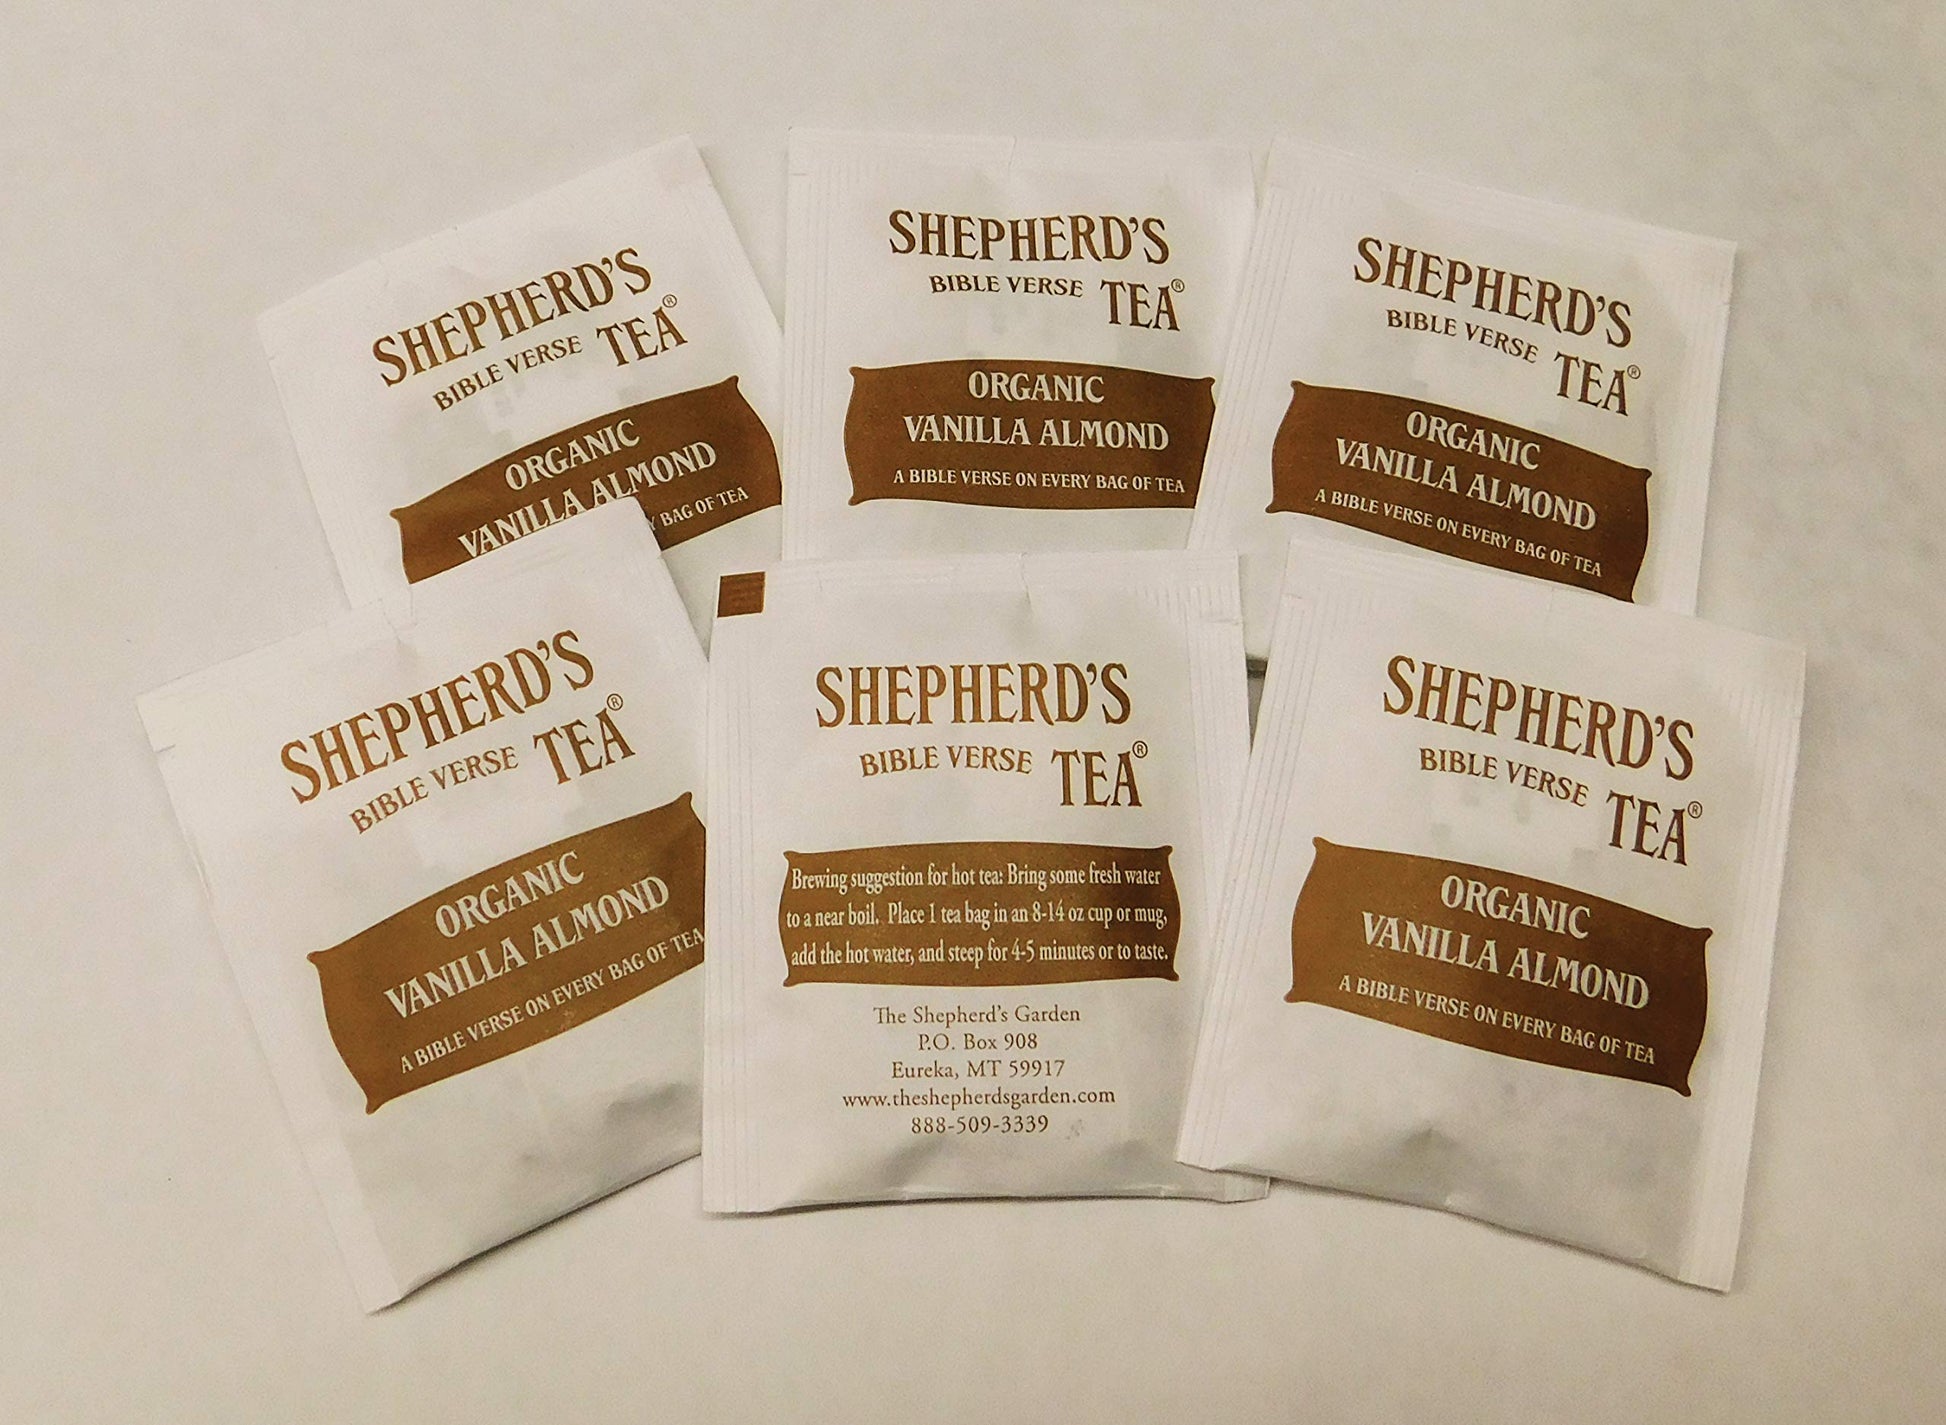 SHEPHERD'S
BIBLE VERSE TEA®
ORGANIC
VANILLA ALMOND
BAG OF TEA
SHEPHERD'S
BIBLE VERSE TEA®
ORGANIC
VANILLA ALMOND
A BIBLE VERSE ON EVERY BAG OF TEA
SHEPHERD'S
BIBLE VERSE TEA®
ORGANIC
VANILLA ALMOND
A BIBLE VERSE ON EVERY BAG OF TEA
SHEPHERD'S
BIBLE VERSE TEA®
ORGANIC
VANILLA ALMOND
A BIBLE VERSE ON EVERY BAG OF TEA
SHEPHERD'S
BIBLE VERSE TEA®
Brewing suggestion for hot tea: Bring some fresh water
to a near boil. Place 1 tea bag in an 8-14 oz cup or mug,
add the hot water, and steep for 4-5 minutes or to taste.
The Shepherd's Garden
P.O. Box 908
Eureka, MT 59917
www.theshepherdsgarden.com
888-509-3339
SHEPHERD'S
BIBLE VERSE TEA®
ORGANIC
VANILLA ALMOND
A BIBLE VERSE ON EVERY BAG OF TEA